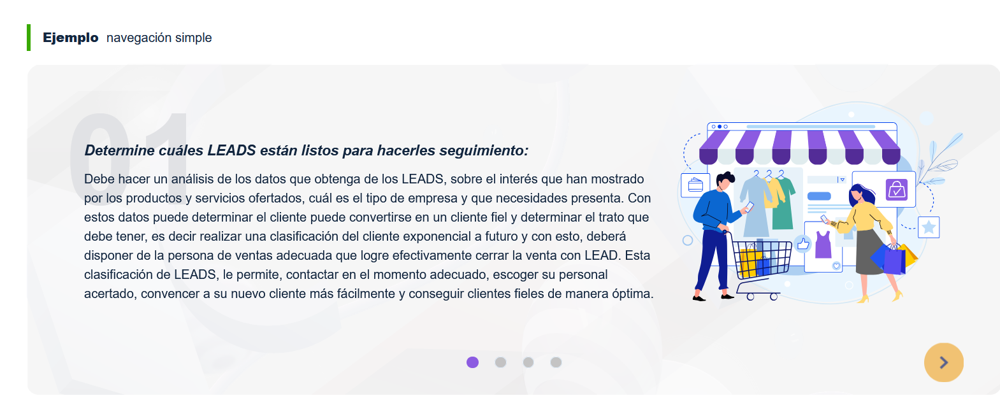 Ejemplo navegación simple
01
Determine cuáles LEADS están listos para hacerles seguimiento:
Debe hacer un análisis de los datos que obtenga de los LEADS, sobre el interés que han mostrado
por los productos y servicios ofertados, cuál es el tipo de empresa y que necesidades presenta. Con
estos datos puede determinar el cliente puede convertirse en un cliente fiel y determinar el trato que
debe tener, es decir realizar una clasificación del cliente exponencial a futuro y con esto, deberá
disponer de la persona de ventas adecuada que logre efectivamente cerrar la venta con LEAD. Esta
clasificación de LEADS, le permite, contactar en el momento adecuado, escoger su personal
acertado, convencer a su nuevo cliente más fácilmente y conseguir clientes fieles de manera óptima.